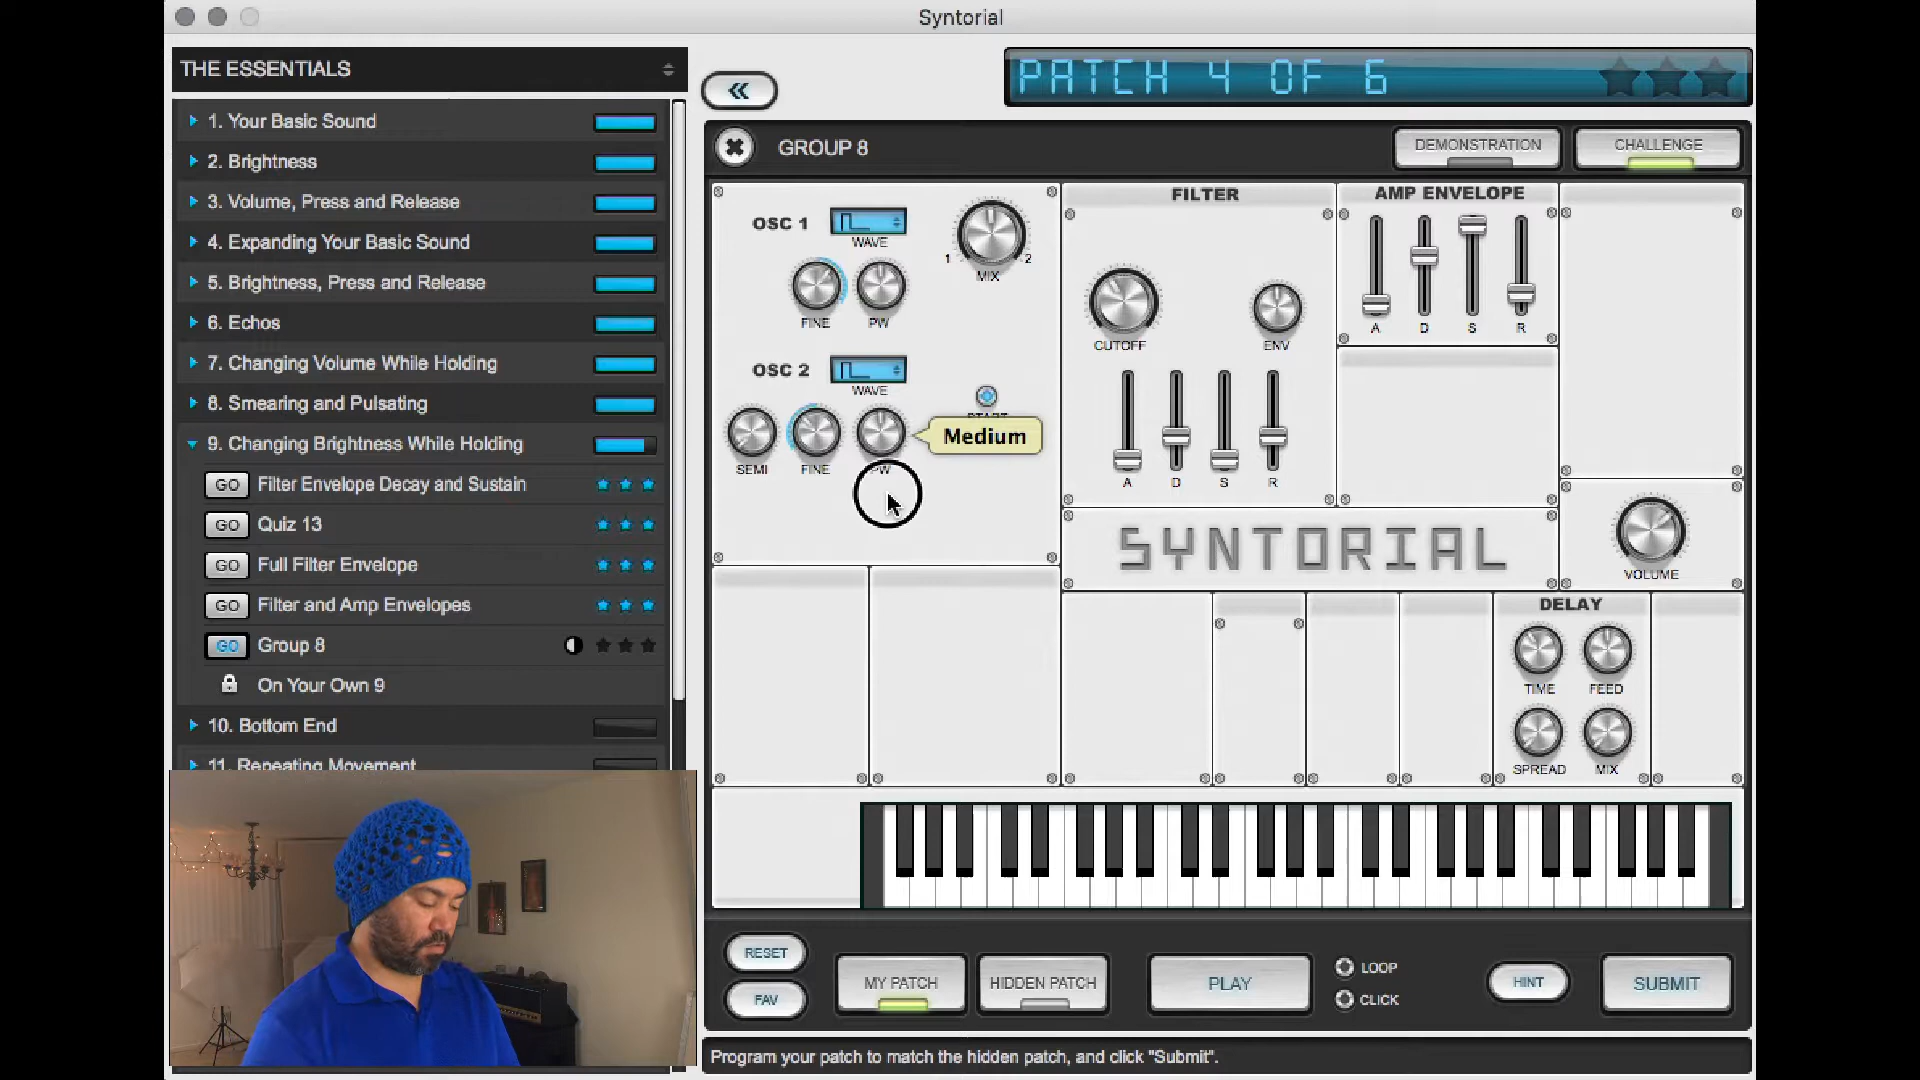 Syntorial
THE ESSENTIALS
1. Your Basic Sound
2. Brightness
3. Volume, Press and Release
4. Expanding Your Basic Sound
5. Brightness, Press and Release
6. Echos
7. Changing Volume While Holding
8. Smearing and Pulsating
9. Changing Brightness While Holding
GO Filter Envelope Decay and Sustain
GO Quiz 13
GO Full Filter Envelope
GO Filter and Amp Envelopes
GO Group 8
On Your Own 9
10. Bottom End
11. Repeating Movement
PATCH 4 OF 6
GROUP 8
DEMONSTRATION
CHALLENGE
OSC 1
WAVE
1 2
MIX
FINE PW
OSC 2
WAVE
START
Medium
SEMI FINE PW
FILTER
CUTOFF ENV
A D S R
AMP ENVELOPE
A D S R
SYNTORIAL
VOLUME
DELAY
TIME FEED
SPREAD MIX
RESET
FAV
MY PATCH
HIDDEN PATCH
PLAY
LOOP
CLICK
HINT
SUBMIT
Program your patch to match the hidden patch, and click "Submit".